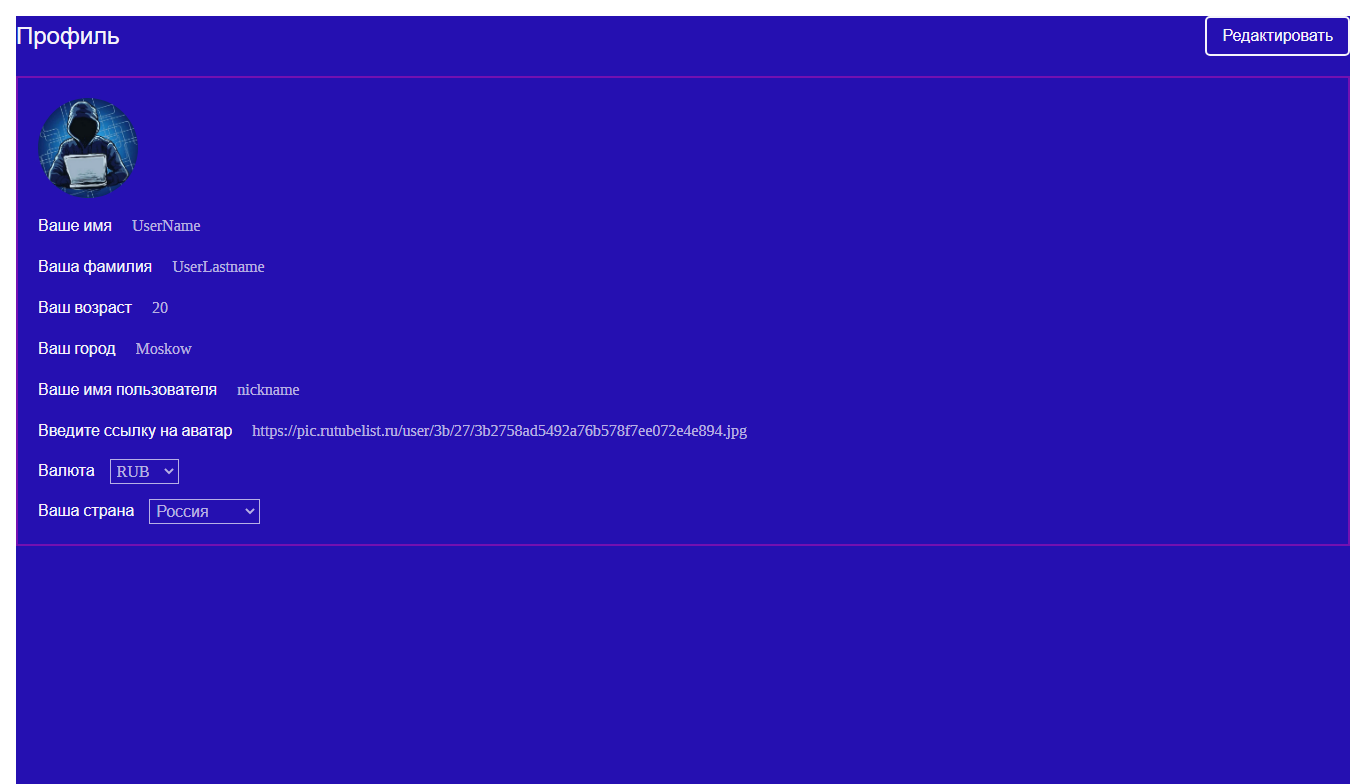 Профиль
Редактировать
Ваше имя UserName
Ваша фамилия UserLastname
Ваш возраст 20
Ваш город Moskow
Ваше имя пользователя nickname
Введите ссылку на аватар https://pic.rutubelist.ru/user/3b/27/3b2758ad5492a76b578f7ee072e4e894.jpg
Валюта RUB
Ваша страна Россия